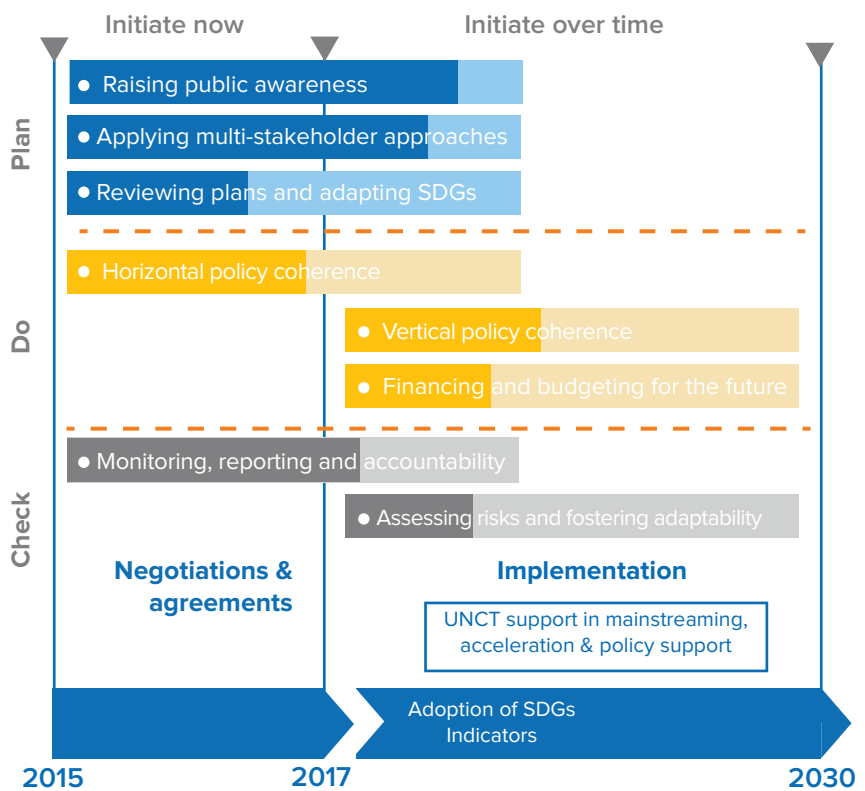 Initiate now
Initiate over time
Plan
Raising public awareness
Applying multi-stakeholder approaches
Reviewing plans and adapting SDGs
Do
Horizontal policy coherence
Vertical policy coherence
Financing and budgeting for the future
Check
Monitoring, reporting and accountability
Assessing risks and fostering adaptability
Negotiations &
agreements
Implementation
UNCT support in mainstreaming,
acceleration & policy support
Adoption of SDGs
Indicators
2015
2017
2030